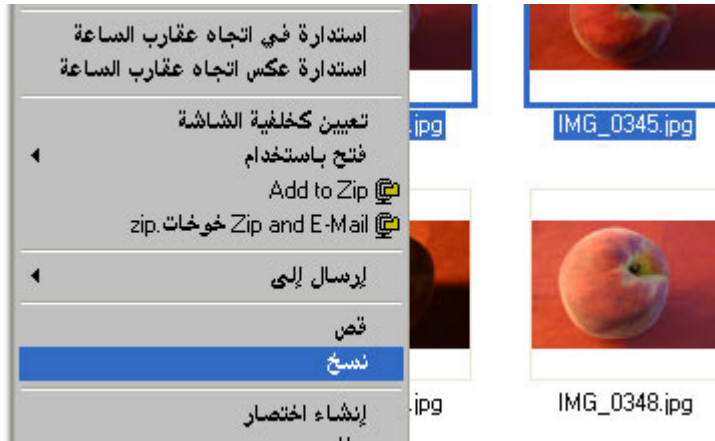 استدارة في اتجاه عقارب الساعة
استدارة عكس اتجاه عقارب الساعة
تعيين كخلفية الشاشة
فتح باستخدام
Add to Zip
Zip and E-Mail خوخات.zip
إرسال إلى
قص
نسخ
إنشاء اختصار
.jpg
IMG_0345.jpg
.jpg
IMG_0348.jpg